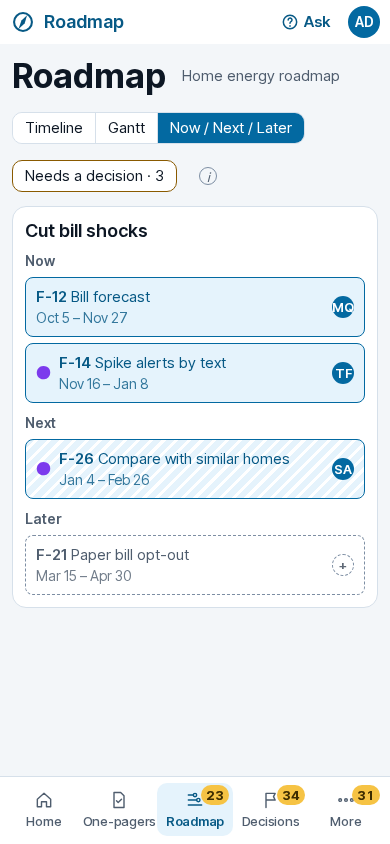 Roadmap
Ask
AD
Roadmap
Home energy roadmap
Timeline
Gantt
Now / Next / Later
Needs a decision · 3
i
Cut bill shocks
Now
F-12 Bill forecast
Oct 5 – Nov 27
MQ
F-14 Spike alerts by text
Nov 16 – Jan 8
TF
Next
F-26 Compare with similar homes
Jan 4 – Feb 26
SA
Later
F-21 Paper bill opt-out
Mar 15 – Apr 30
+
Home
One-pagers
23
Roadmap
34
Decisions
31
More